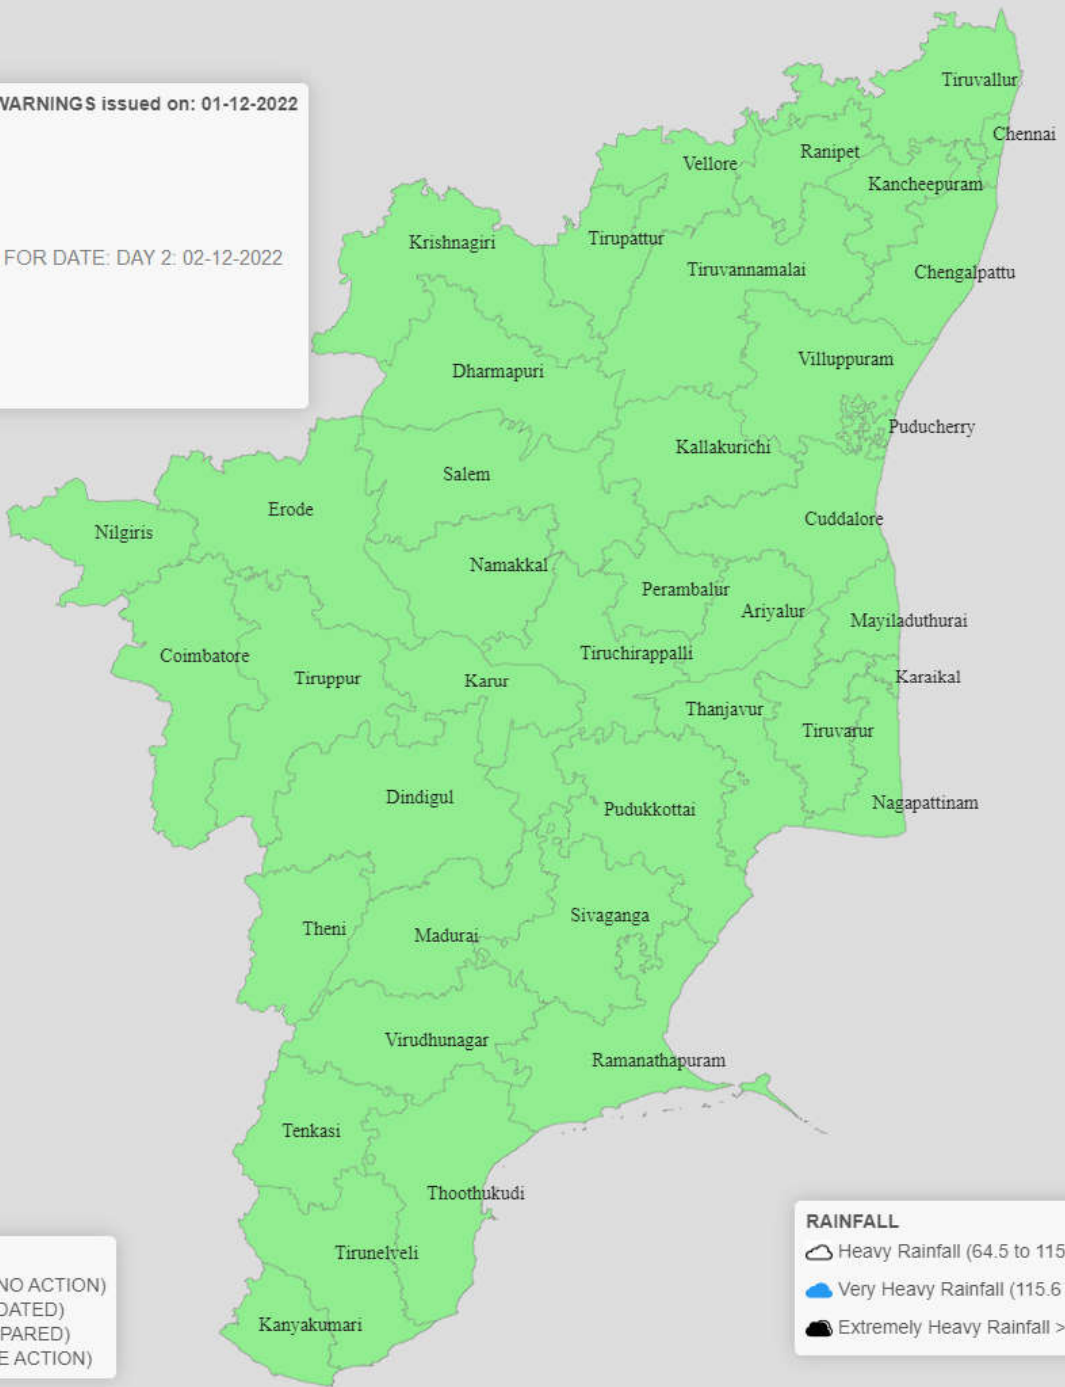 WARNINGS issued on: 01-12-2022
FOR DATE: DAY 2: 02-12-2022
Tiruvallur
Chennai
Ranipet
Vellore
Kancheepuram
Krishnagiri
Tirupattur
Tiruvannamalai
Chengalpattu
Villuppuram
Dharmapuri
Puducherry
Kallakurichi
Salem
Erode
Cuddalore
Nilgiris
Namakkal
Perambalur
Ariyalur
Mayiladuthurai
Coimbatore
Tiruchirappalli
Tiruppur
Karur
Karaikal
Thanjavur
Tiruvarur
Dindigul
Pudukkottai
Nagapattinam
Theni
Madurai
Sivaganga
Virudhunagar
Ramanathapuram
Tenkasi
Thoothukudi
Tirunelveli
Kanyakumari
NO ACTION)
DATED)
PARED)
E ACTION)
RAINFALL
Heavy Rainfall (64.5 to 115
Very Heavy Rainfall (115.6
Extremely Heavy Rainfall >